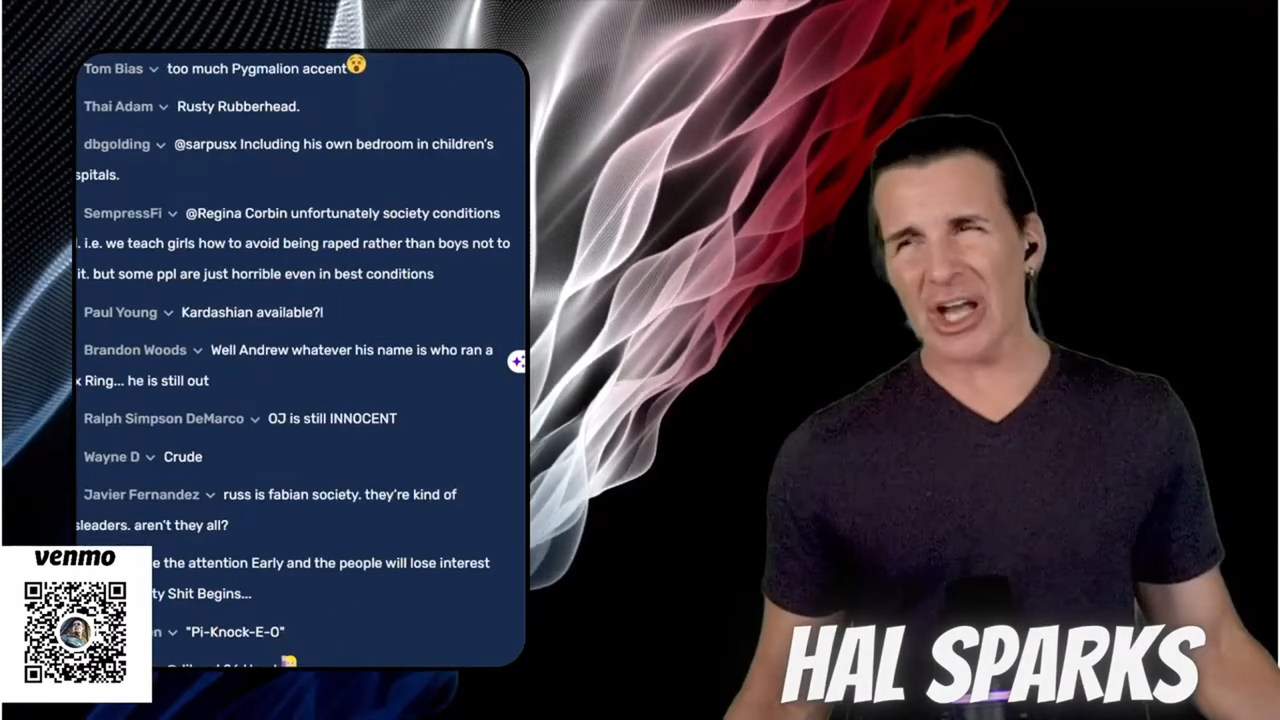 Tom Bias too much Pygmalion accent😮
Thai Adam Rusty Rubberhead.
dbgolding @sarpusx Including his own bedroom in children's
spitals.
SempressFi @Regina Corbin unfortunately society conditions
. i.e. we teach girls how to avoid being raped rather than boys not to
it. but some ppl are just horrible even in best conditions
Paul Young Kardashian available?!
Brandon Woods Well Andrew whatever his name is who ran a
x Ring... he is still out
Ralph Simpson DeMarco OJ is still INNOCENT
Wayne D Crude
Javier Fernandez russ is fabian society. they're kind of
sleaders. aren't they all?
e the attention Early and the people will lose interest
ty Shit Begins...
n "Pi-Knock-E-O"
venmo
HAL SPARKS